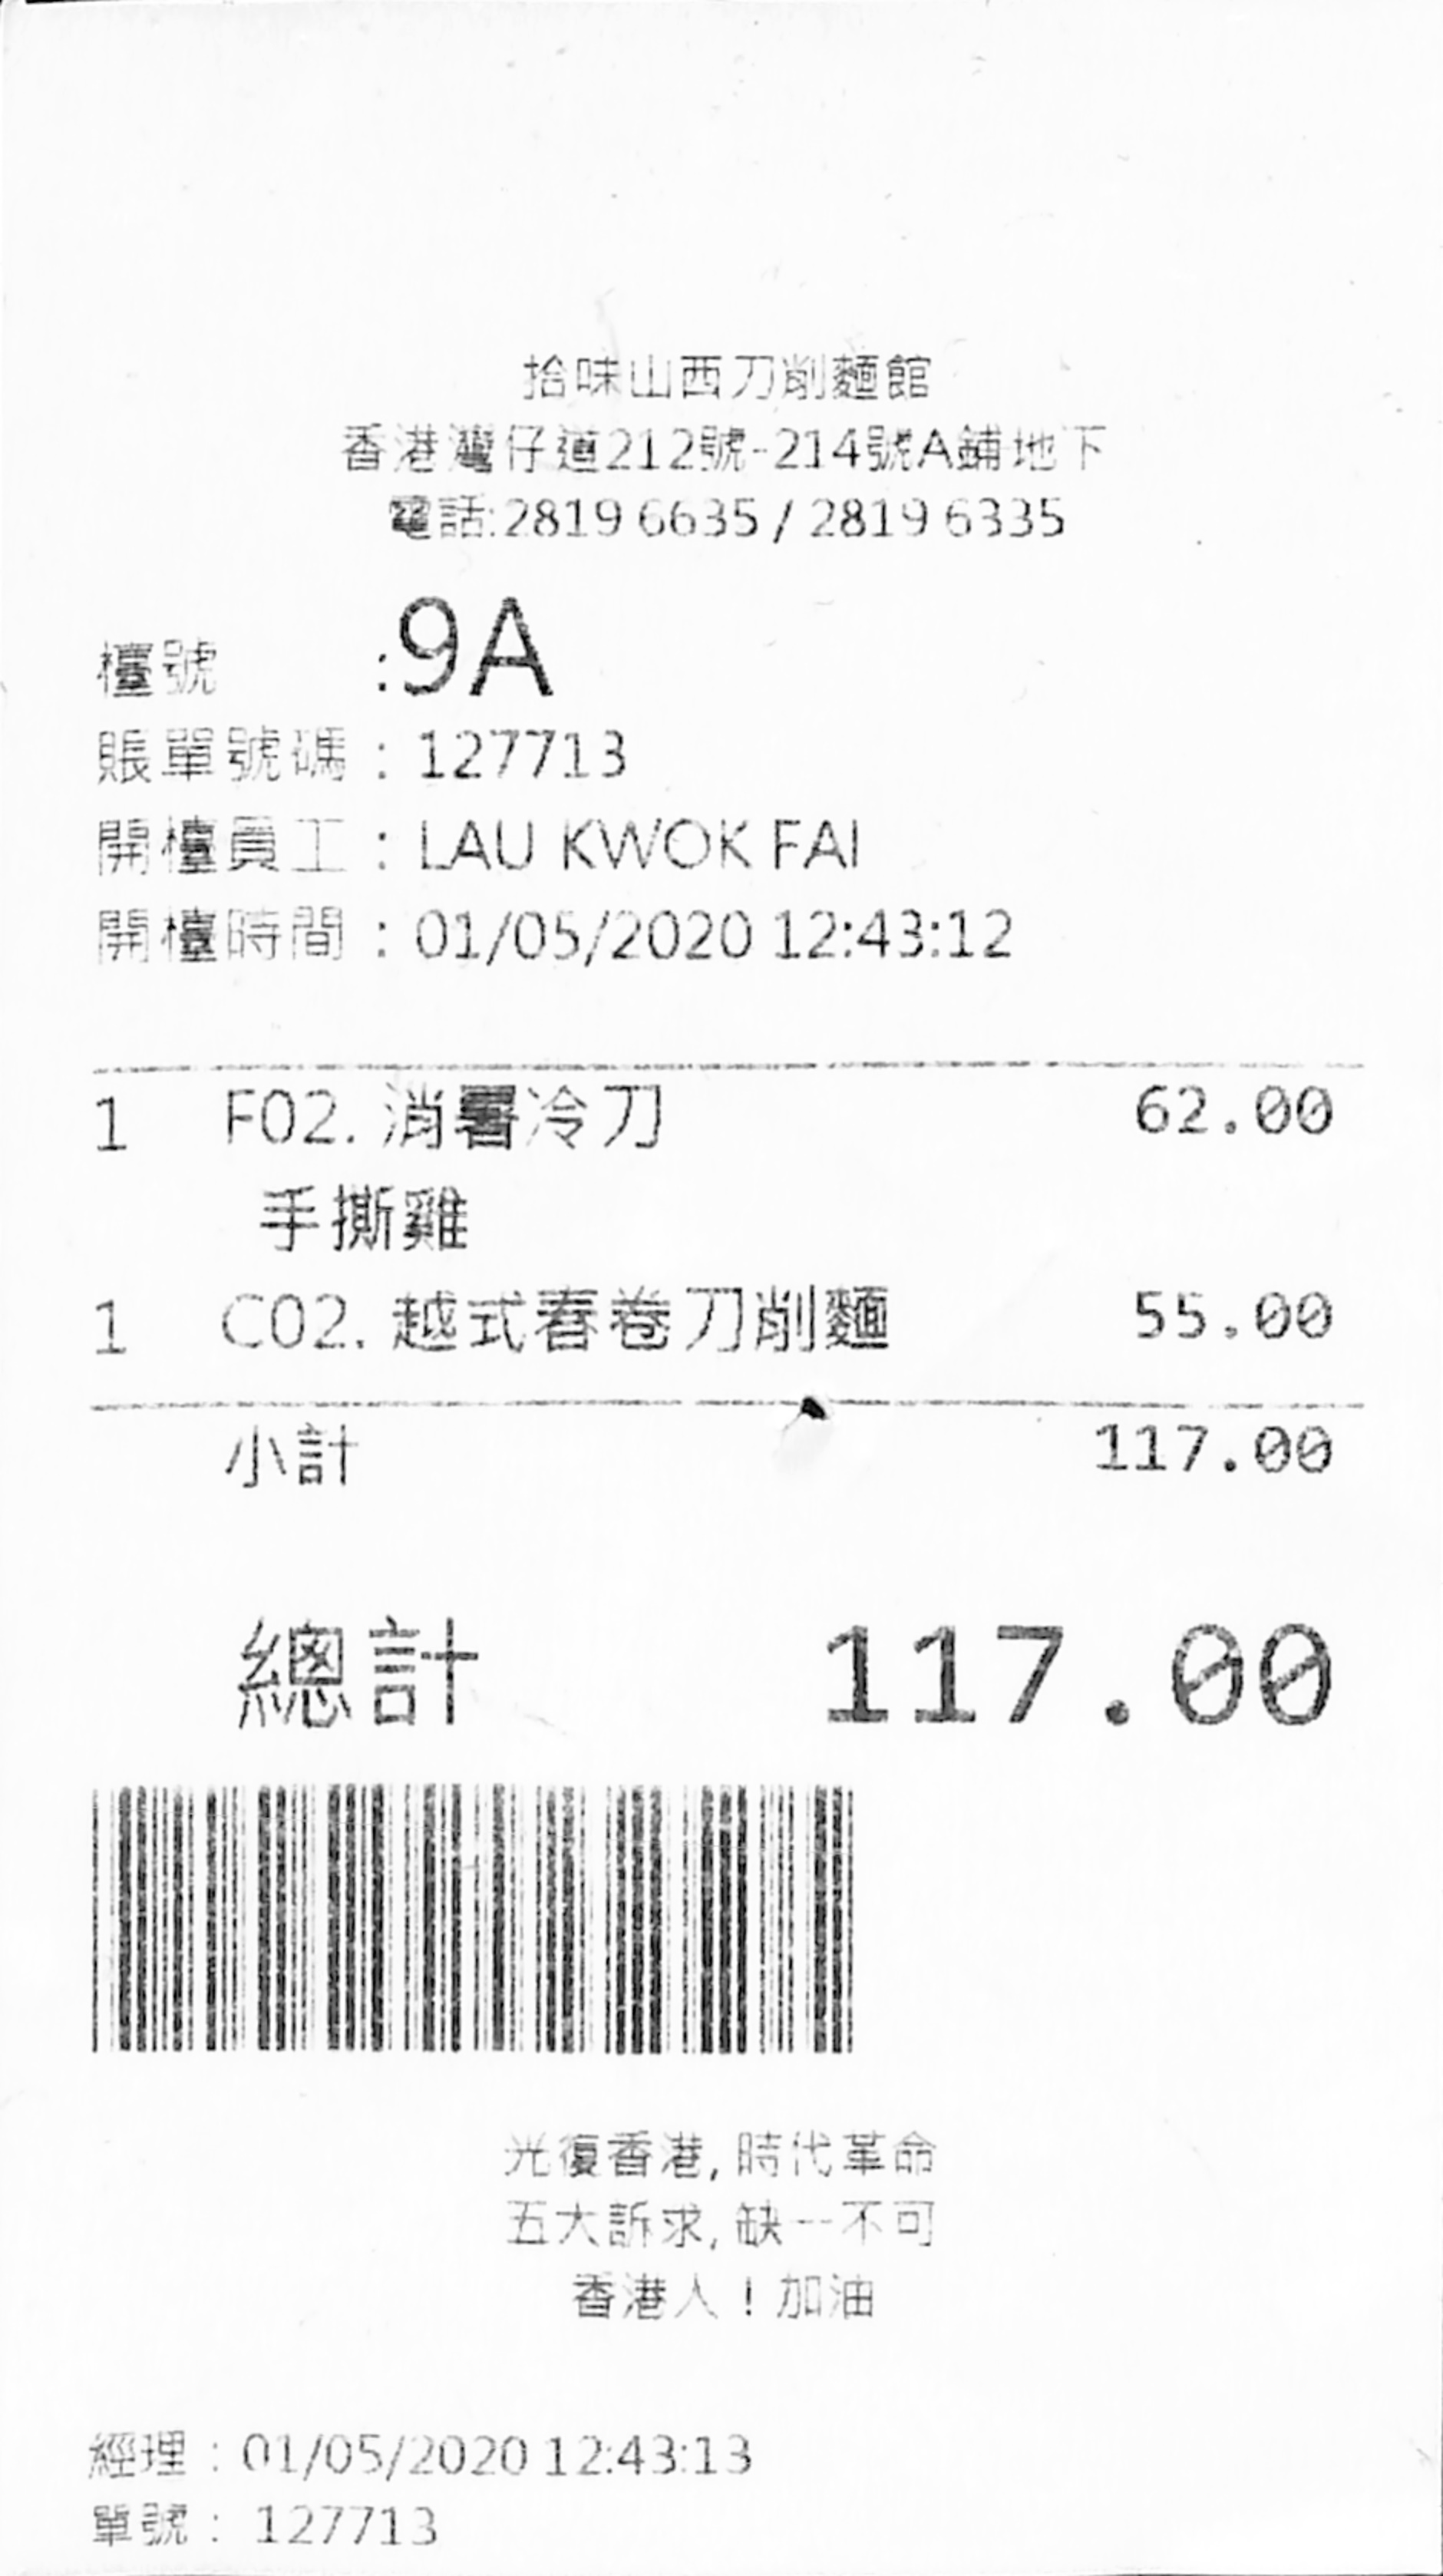 拾味山西刀削麵館
香港灣仔道212號-214號A鋪地下
電話:2819 6635 / 2819 6335
檯號 :9A
賬單號碼 : 127713
開檯員工 : LAU KWOK FAI
開檯時間 : 01/05/2020 12:43:12
1 F02. 消暑冷刀 62.00
手撕雞
1 C02. 越式春卷刀削麵 55.00
小計 117.00
總計 117.00
光復香港, 時代革命
五大訴求, 缺一不可
香港人！加油
經理 : 01/05/2020 12:43:13
單號 : 127713